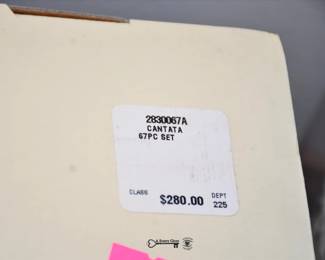 2830067A
CANTATA
67PC SET
CLASS DEPT
$280.00 225